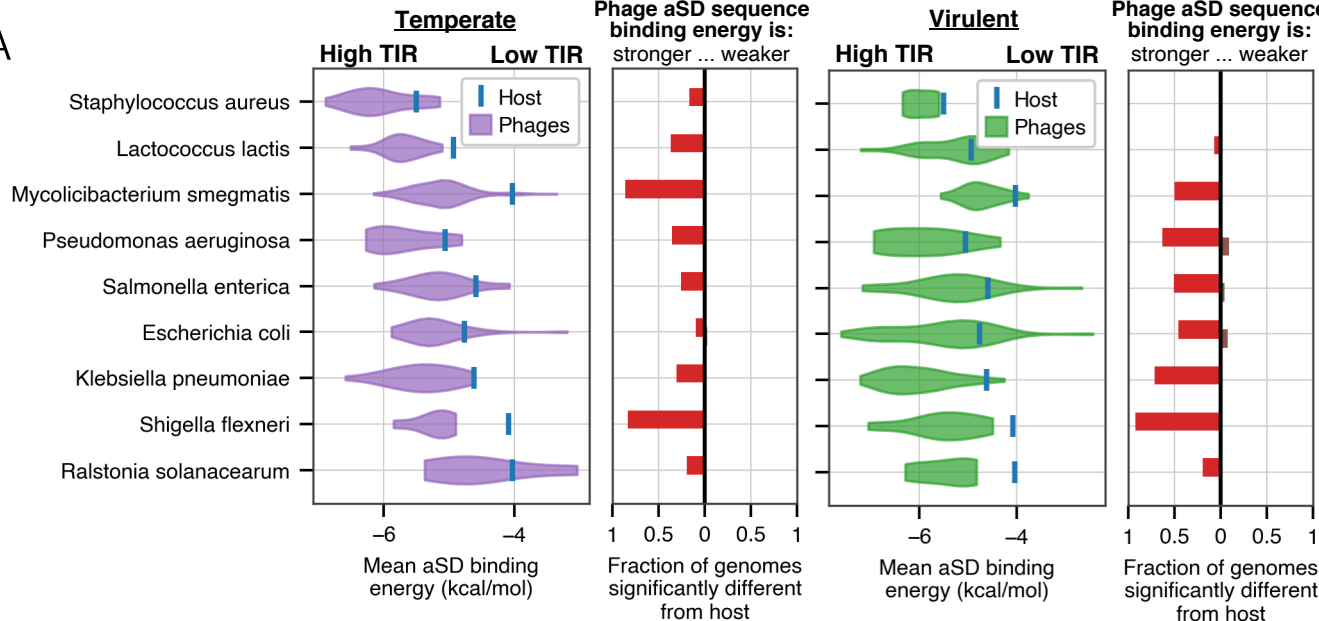 A
Temperate
High TIR Low TIR
Phage aSD sequence
binding energy is:
stronger ... weaker
Virulent
High TIR Low TIR
Phage aSD sequence
binding energy is:
stronger ... weaker
Host
Phages
Host
Phages
Staphylococcus aureus
Lactococcus lactis
Mycolicibacterium smegmatis
Pseudomonas aeruginosa
Salmonella enterica
Escherichia coli
Klebsiella pneumoniae
Shigella flexneri
Ralstonia solanacearum
−6 −4
Mean aSD binding
energy (kcal/mol)
1 0.5 0 0.5 1
Fraction of genomes
significantly different
from host
−6 −4
Mean aSD binding
energy (kcal/mol)
1 0.5 0 0.5 1
Fraction of genomes
significantly different
from host